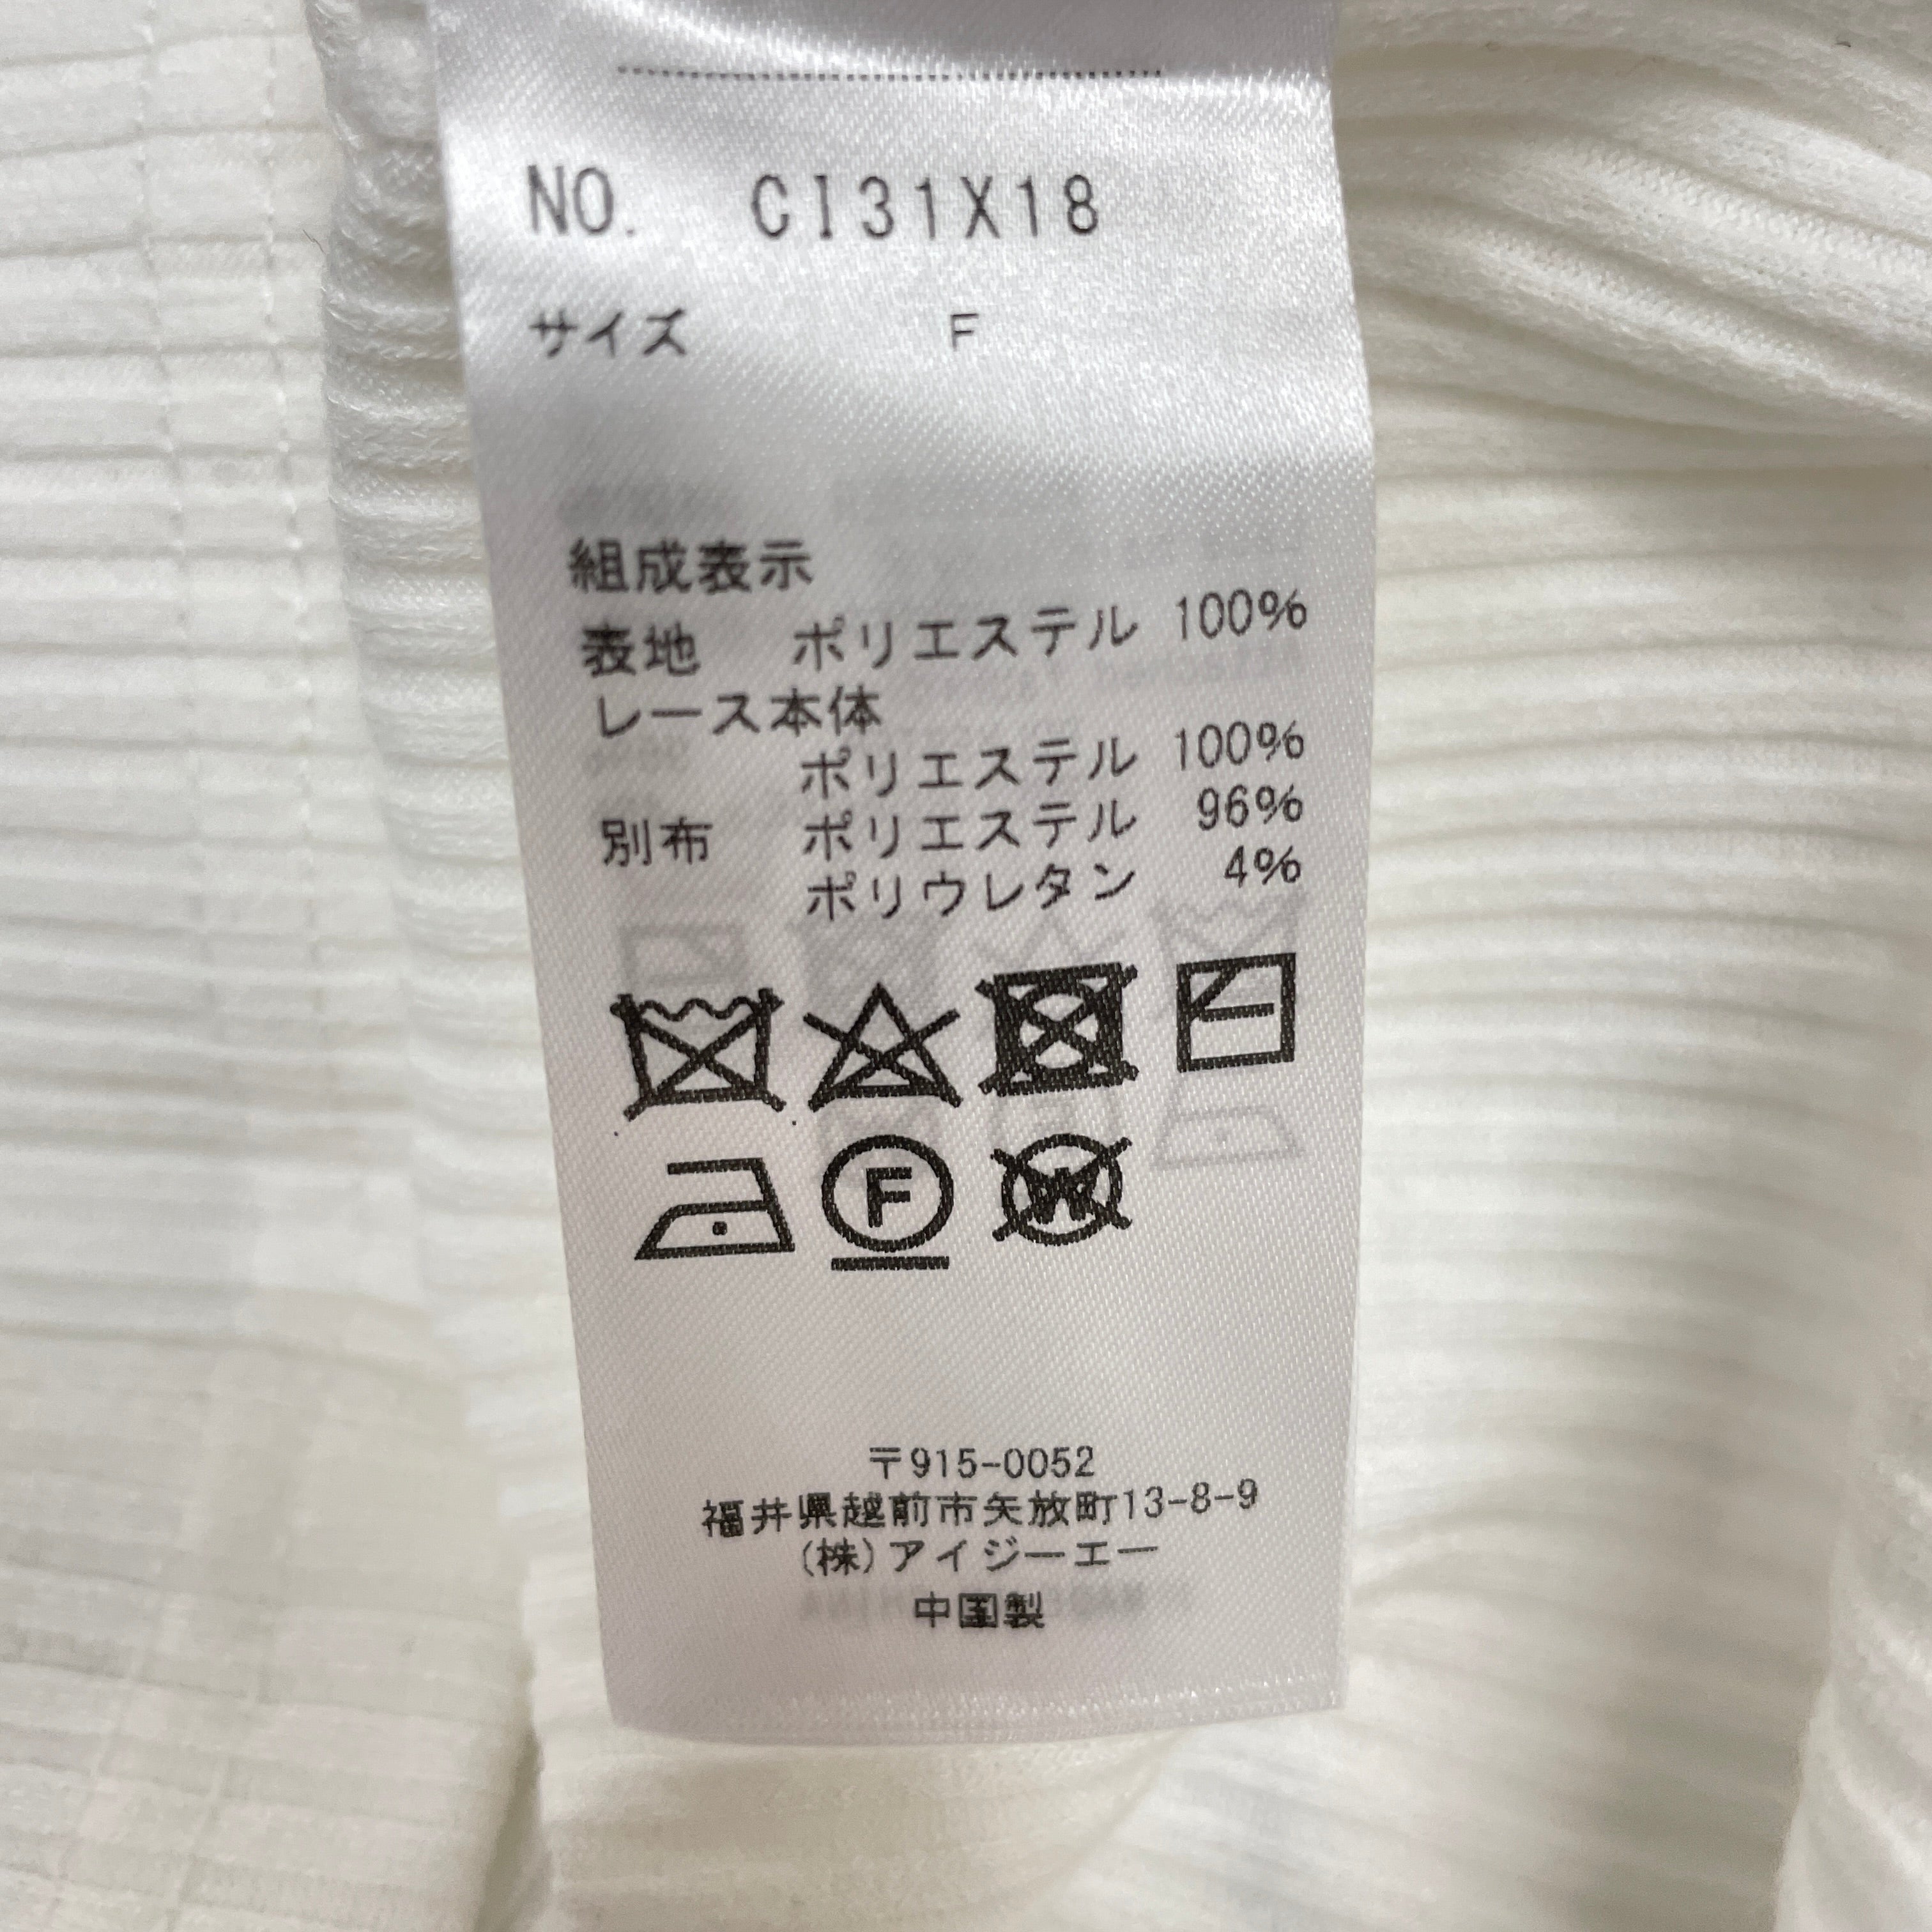 NO. CI31X18
サイズ F
組成表示
表地 ポリエステル 100%
レース本体
ポリエステル 100%
別布 ポリエステル 96%
ポリウレタン 4%
F W
〒915-0052
福井県越前市矢放町13-8-9
(株)アイジーエー
中国製